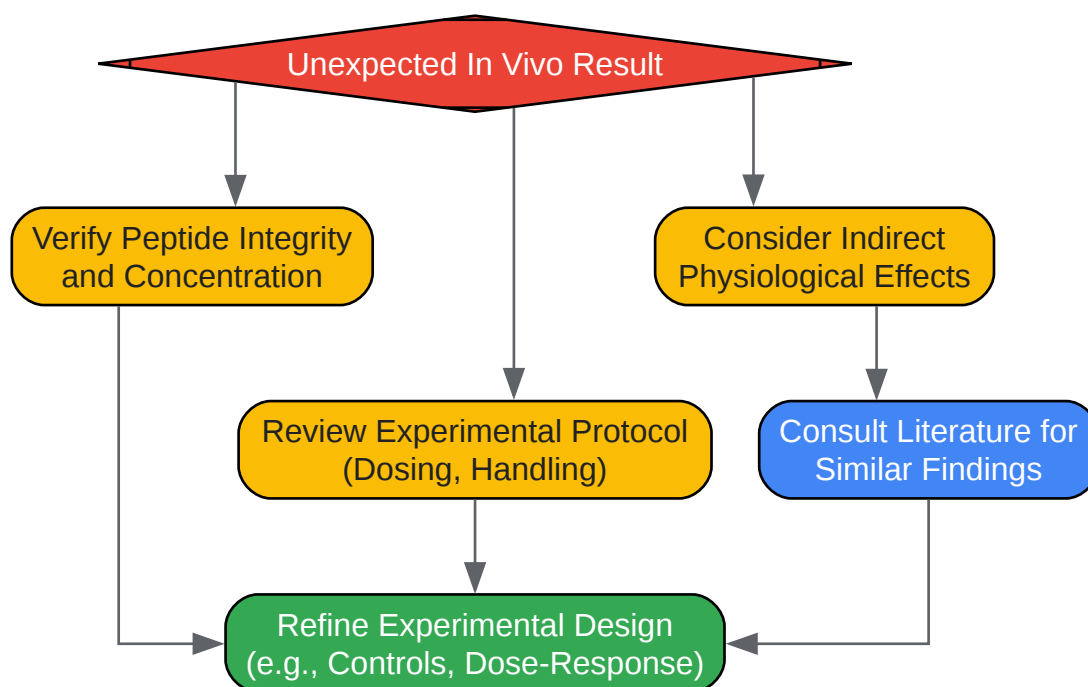 Unexpected In Vivo Result
Verify Peptide Integrity
and Concentration
Consider Indirect
Physiological Effects
Review Experimental Protocol
(Dosing, Handling)
Consult Literature for
Similar Findings
Refine Experimental Design
(e.g., Controls, Dose-Response)